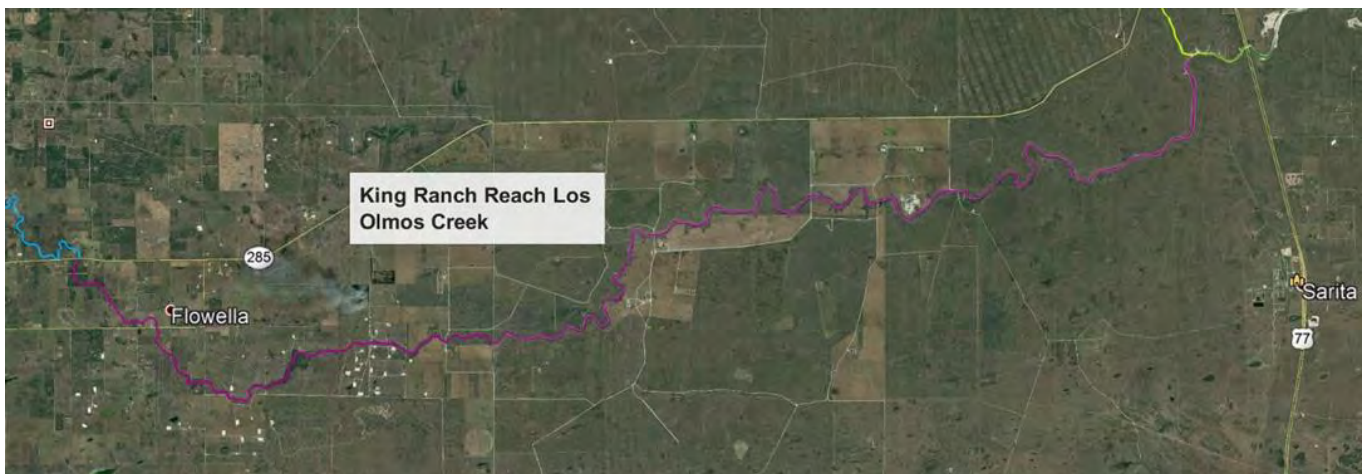 King Ranch Reach Los
Olmos Creek
285
Flowella
Sarita
77